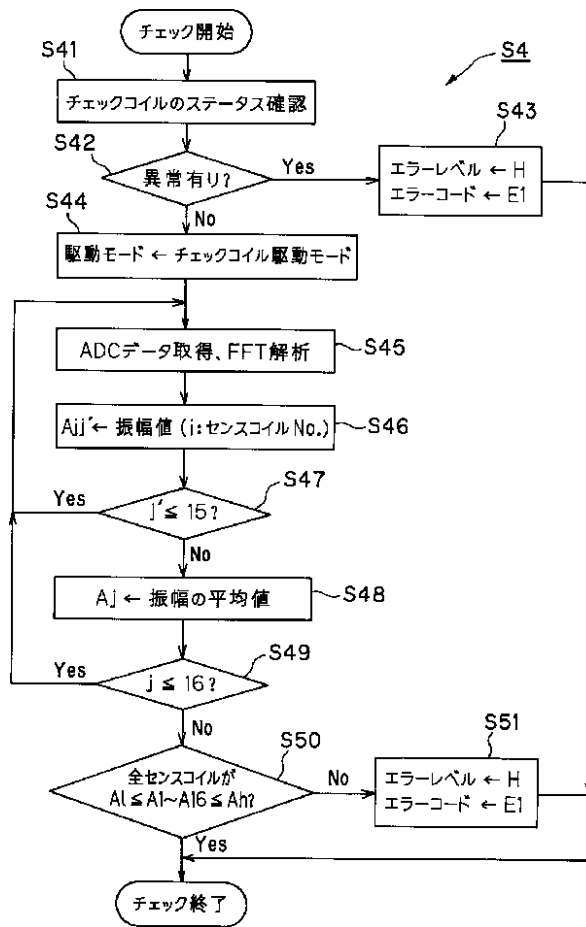 チェック開始
S41
S4
チェックコイルのステータス確認
S42
S43
異常有り?
Yes
エラーレベル ← H
エラーコード ← E1
S44
No
駆動モード ← チェックコイル駆動モード
ADCデータ取得、FFT解析
S45
Ajj′← 振幅値 (j:センスコイル No.)
S46
S47
Yes
j′≦ 15?
No
Aj ← 振幅の平均値
S48
S49
Yes
j ≦ 16?
No
S50
S51
全センスコイルが
Al ≦ A1~A16 ≦ Ah?
No
エラーレベル ← H
エラーコード ← E1
Yes
チェック終了